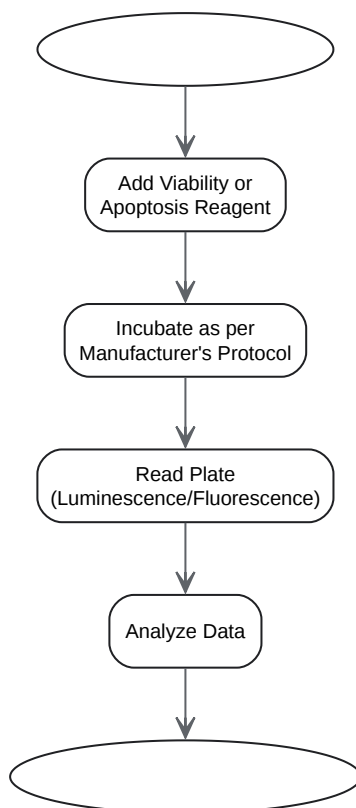 Add Viability or
Apoptosis Reagent
Incubate as per
Manufacturer's Protocol
Read Plate
(Luminescence/Fluorescence)
Analyze Data